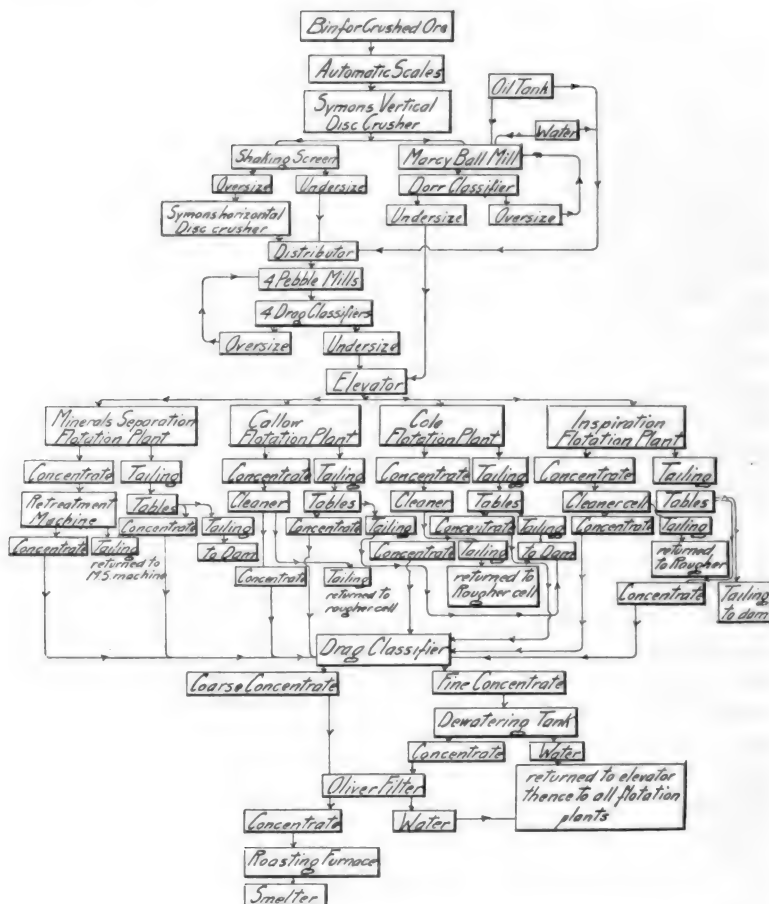 Bin for Crushed Ore
Automatic Scales
Symons Vertical
Disc Crusher
Oil Tank
Water
Shaking Screen
Marcy Ball Mill
Oversize
Undersize
Dorr Classifier
Symons horizontal
Disc crusher
Undersize
Oversize
Distributor
4 Pebble Mills
4 Drag Classifiers
Oversize
Undersize
Elevator
Minerals Separation
Flotation Plant
Callow
Flotation Plant
Cole
Flotation Plant
Inspiration
Flotation Plant
Concentrate
Tailing
Concentrate
Tailing
Concentrate
Tailing
Concentrate
Tailing
Retreatment
Machine
Tables
Cleaner
Tables
Cleaner
Tables
Cleaner cell
Tables
Concentrate
Tailing
Concentrate
Tailing
Concentrate
Tailing
Concentrate
Tailing
Concentrate
Tailing
returned to
M.S. machine
to Dam
Concentrate
Tailing
to Dam
returned
to Rougher
Concentrate
Tailing
returned to
rougher cell
returned to
Rougher cell
Concentrate
Tailing
to dam
Drag Classifier
Coarse Concentrate
Fine Concentrate
Dewatering Tank
Concentrate
Water
Oliver Filter
returned to elevator
thence to all flotation
plants
Concentrate
Water
Roasting Furnace
Smelter